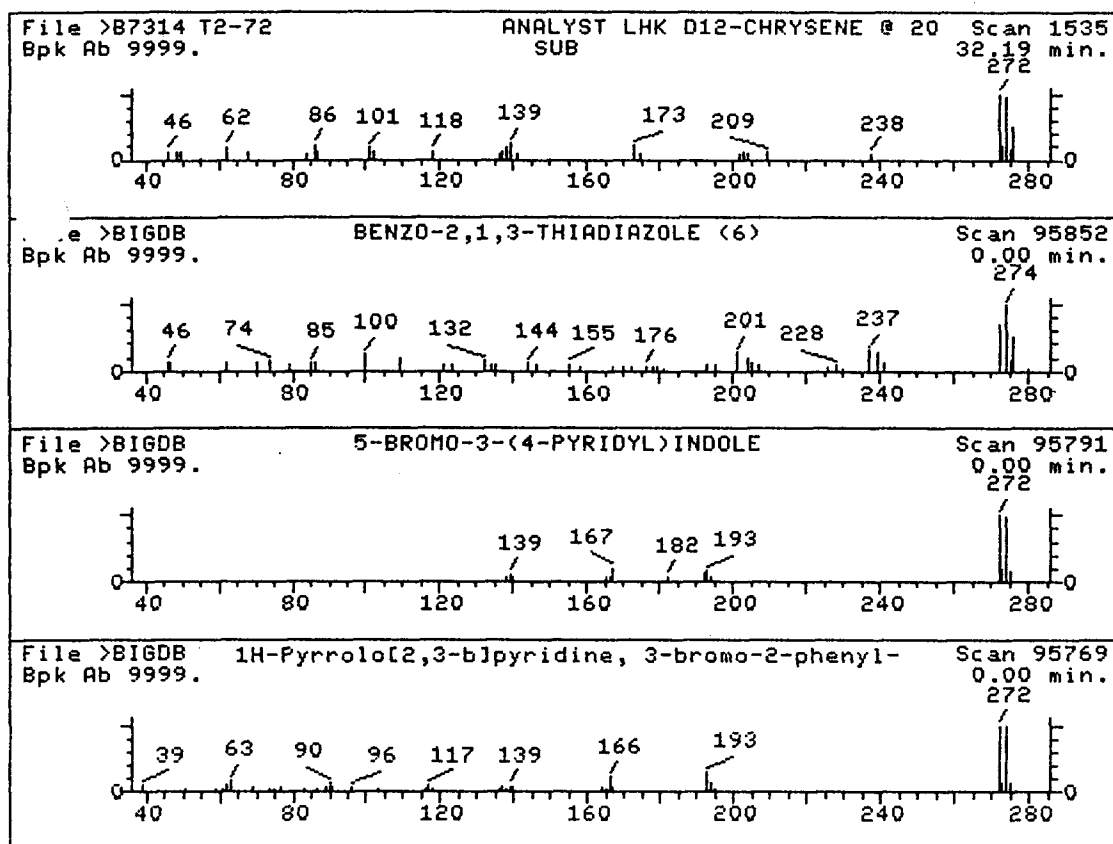 File >B7314 T2-72 ANALYST LHK D12-CHRYSENE @ 20 Scan 1535
Bpk Ab 9999. SUB 32.19 min.
272
46 62 86 101 118 139 173 209 238
0 0
40 80 120 160 200 240 280
e >BIGDB BENZO-2,1,3-THIADIAZOLE (6) Scan 95852
Bpk Ab 9999. 0.00 min.
274
46 74 85 100 132 144 155 176 201 228 237
0 0
40 80 120 160 200 240 280
File >BIGDB 5-BROMO-3-(4-PYRIDYL)INDOLE Scan 95791
Bpk Ab 9999. 0.00 min.
272
139 167 182 193
0 0
40 80 120 160 200 240 280
File >BIGDB 1H-Pyrrolo[2,3-b]pyridine, 3-bromo-2-phenyl- Scan 95769
Bpk Ab 9999. 0.00 min.
272
39 63 90 96 117 139 166 193
0 0
40 80 120 160 200 240 280